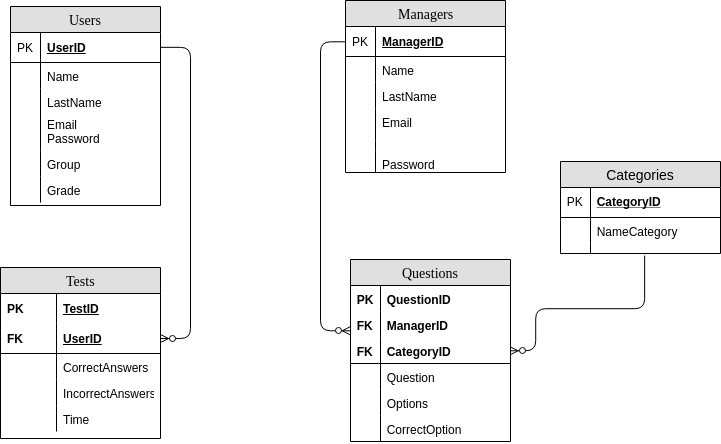 Users
PK UserID
Name
LastName
Email
Password
Group
Grade
Managers
PK ManagerID
Name
LastName
Email
Password
Categories
PK CategoryID
NameCategory
Tests
PK TestID
FK UserID
CorrectAnswers
IncorrectAnswers
Time
Questions
PK QuestionID
FK ManagerID
FK CategoryID
Question
Options
CorrectOption